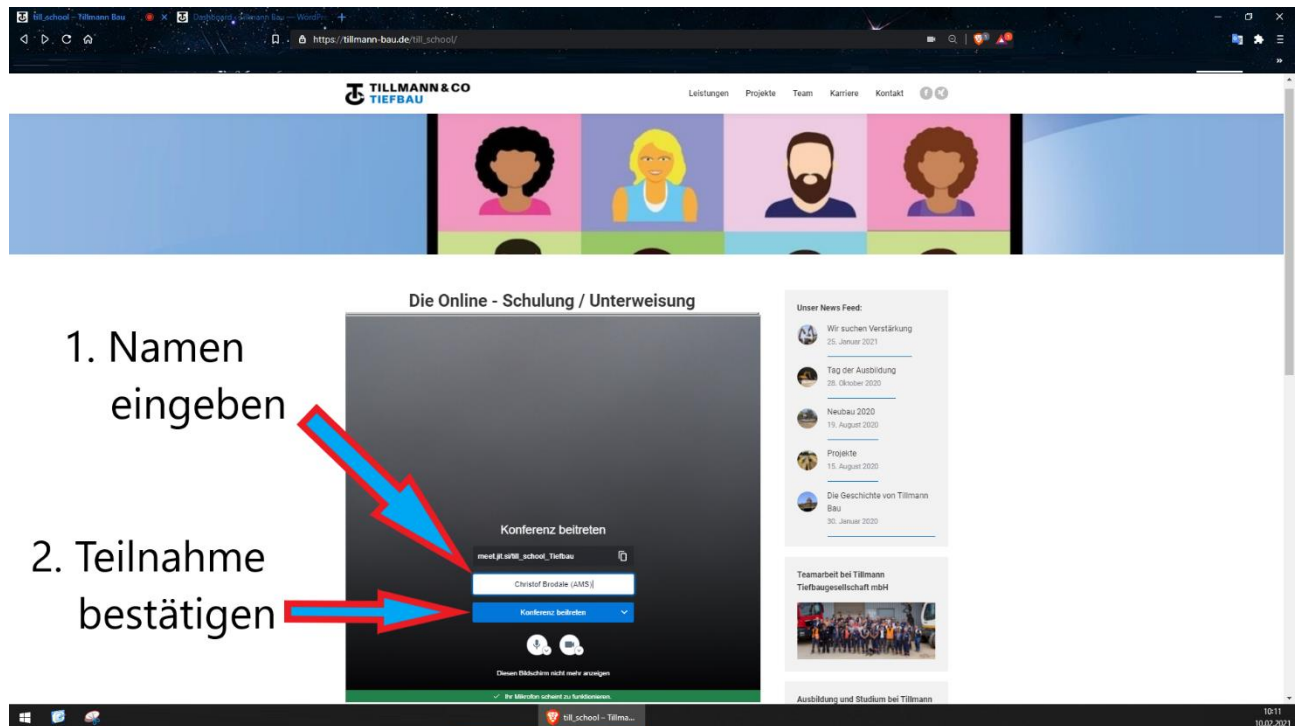 till_school – Tillmann Bau
Dashboard ‹ Tillmann Bau — WordPr
https://tillmann-bau.de/till_school/
TILLMANN & CO
TIEFBAU
Leistungen Projekte Team Karriere Kontakt
Die Online - Schulung / Unterweisung
1. Namen
eingeben
2. Teilnahme
bestätigen
Konferenz beitreten
meet.jit.si/till_school_Tiefbau
Christof Brodale (AMS)
Konferenz beitreten
Diesen Bildschirm nicht mehr anzeigen
Ihr Mikrofon scheint zu funktionieren.
Unser News Feed:
Wir suchen Verstärkung
25. Januar 2021
Tag der Ausbildung
28. Oktober 2020
Neubau 2020
19. August 2020
Projekte
15. August 2020
Die Geschichte von Tillmann
Bau
30. Januar 2020
Teamarbeit bei Tillmann
Tiefbaugesellschaft mbH
Ausbildung und Studium bei Tillmann
till_school – Tillma...
10:11
10.02.2021